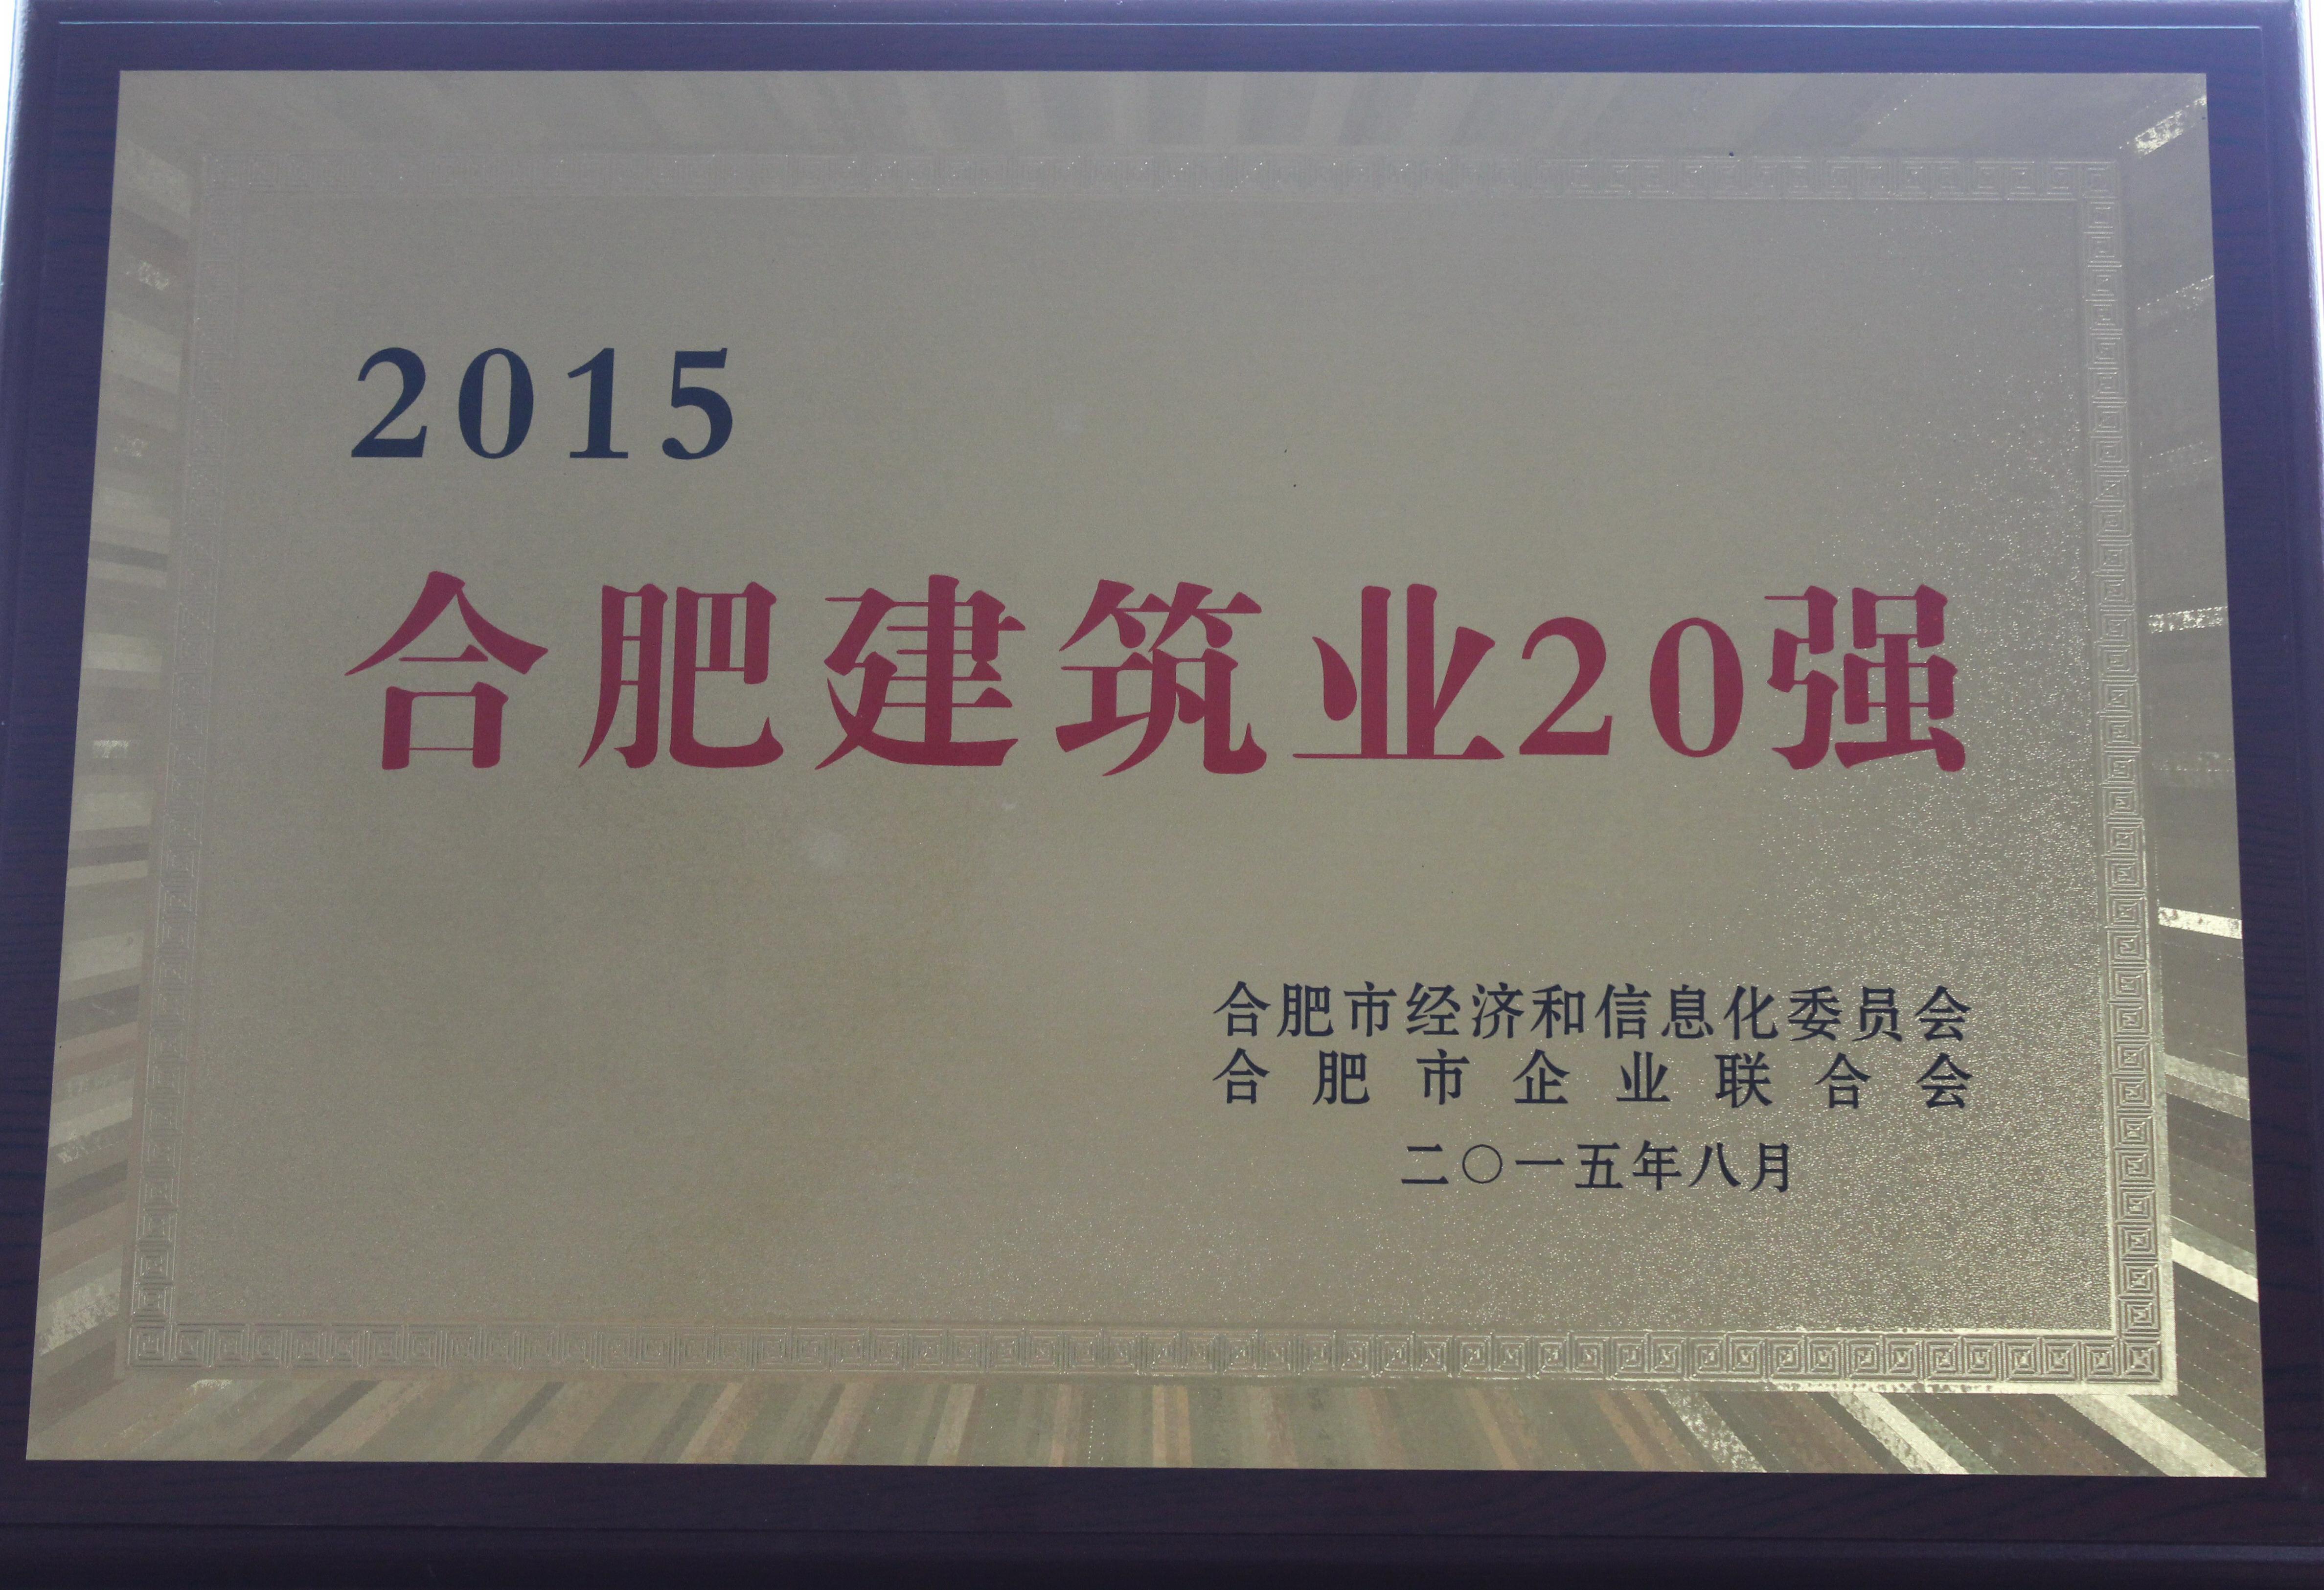 2015
合肥建筑业20强
合肥市经济和信息化委员会
合肥市企业联合会
二〇一五年八月